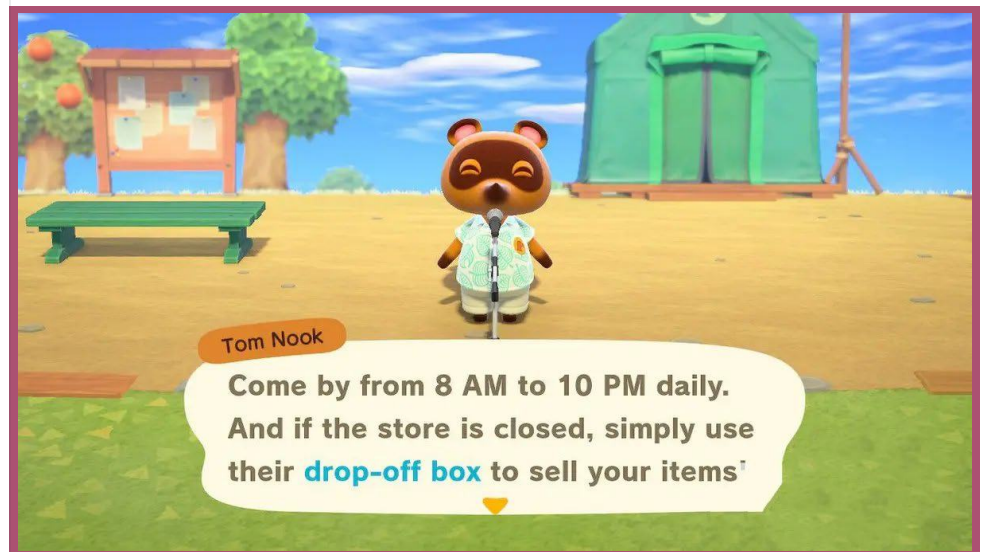 Tom Nook
Come by from 8 AM to 10 PM daily.
And if the store is closed, simply use
their drop-off box to sell your items'